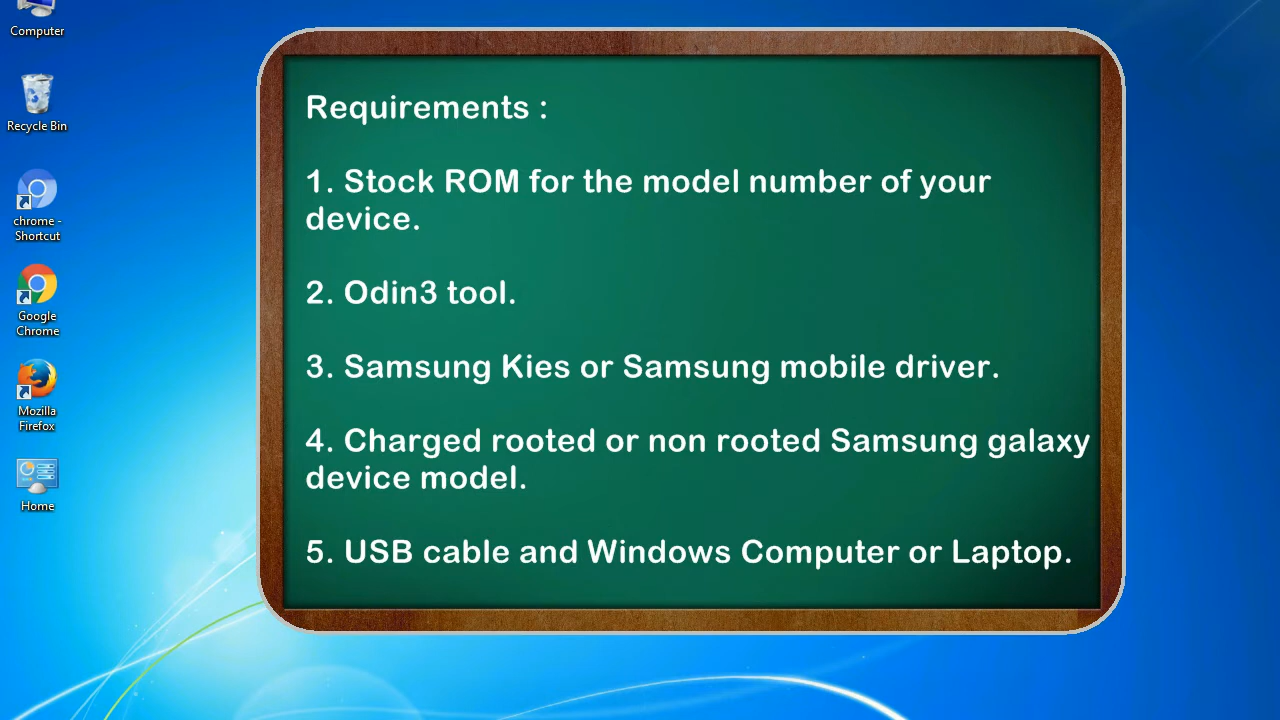 Computer
Recycle Bin
chrome -
Shortcut
Google
Chrome
Mozilla
Firefox
Home
Requirements :
1. Stock ROM for the model number of your
device.
2. Odin3 tool.
3. Samsung Kies or Samsung mobile driver.
4. Charged rooted or non rooted Samsung galaxy
device model.
5. USB cable and Windows Computer or Laptop.